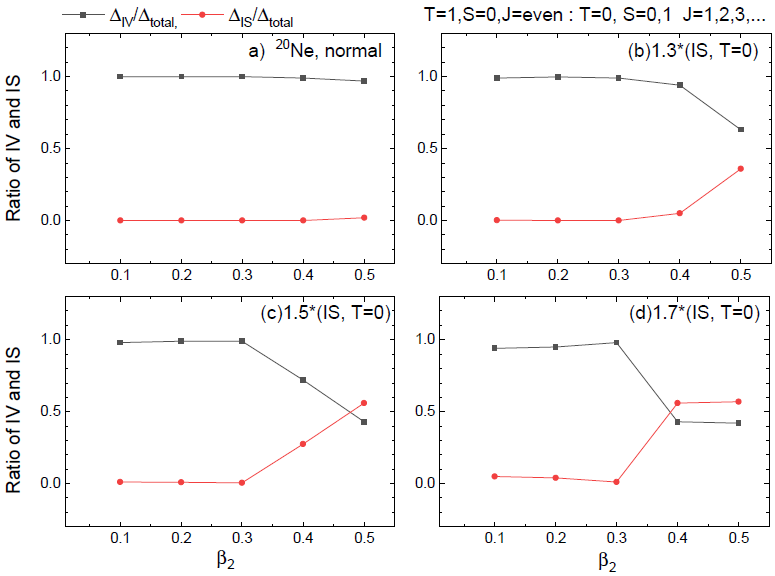 Δ_IV/Δ_total, Δ_IS/Δ_total T=1,S=0,J=even : T=0, S=0,1 J=1,2,3,...
a) ²⁰Ne, normal
(b)1.3*(IS, T=0)
Ratio of IV and IS
1.0
0.5
0.0
0.1 0.2 0.3 0.4 0.5
1.0
0.5
0.0
0.1 0.2 0.3 0.4 0.5
(c)1.5*(IS, T=0)
(d)1.7*(IS, T=0)
Ratio of IV and IS
1.0
0.5
0.0
0.1 0.2 0.3 0.4 0.5
β₂
1.0
0.5
0.0
0.1 0.2 0.3 0.4 0.5
β₂